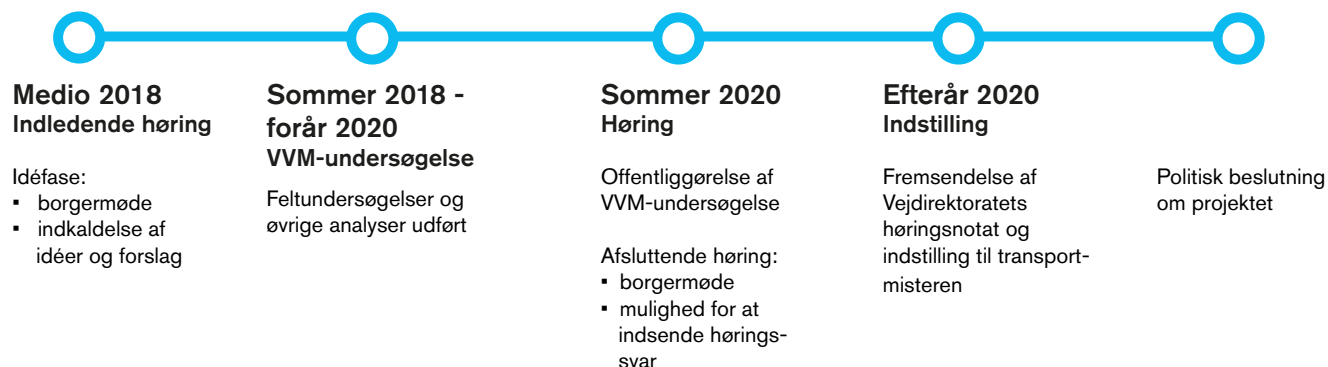 Medio 2018
Indledende høring
Idéfase:
▪ borgermøde
▪ indkaldelse af
idéer og forslag
Sommer 2018 -
forår 2020
VVM-undersøgelse
Feltundersøgelser og
øvrige analyser udført
Sommer 2020
Høring
Offentliggørelse af
VVM-undersøgelse
Afsluttende høring:
▪ borgermøde
▪ mulighed for at
indsende hørings-
svar
Efterår 2020
Indstilling
Fremsendelse af
Vejdirektoratets
høringsnotat og
indstilling til transport-
misteren
Politisk beslutning
om projektet